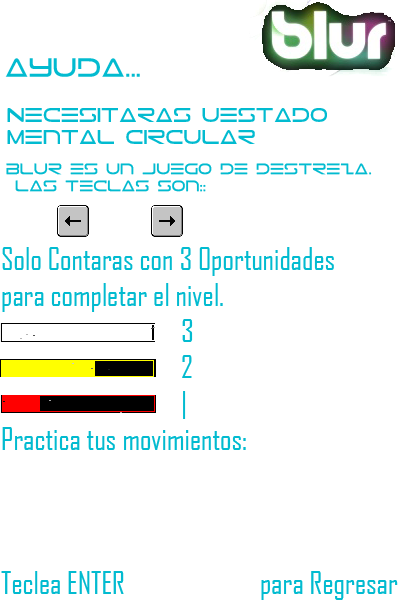 blur
AYUDA...
NECESITARAS UESTADO
MENTAL CIRCULAR
BLUR ES UN JUEGO DE DESTREZA.
LAS TECLAS SON::
← →
Solo Contaras con 3 Oportunidades
para completar el nivel.
3
2
1
Practica tus movimientos:
Teclea ENTER para Regresar